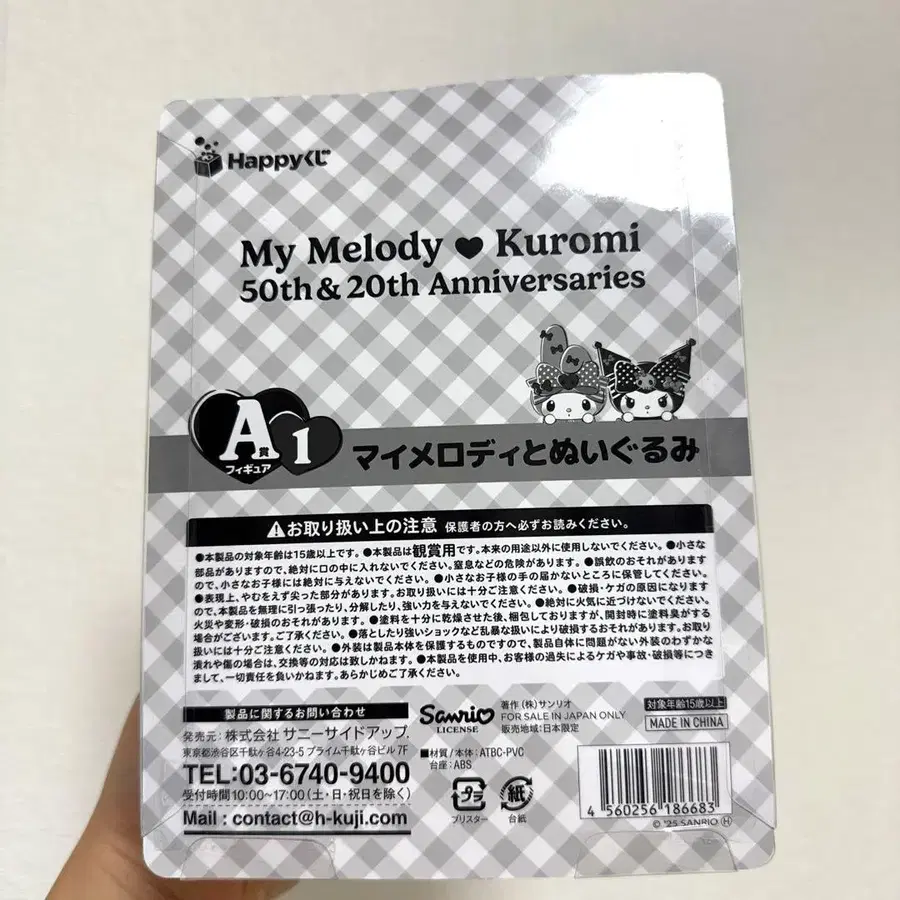 Happyくじ
My Melody ♥ Kuromi
50th & 20th Anniversaries
A賞
フィギュア
1
マイメロディとぬいぐるみ
⚠お取り扱い上の注意 保護者の方へ必ずお読みください。
●本製品の対象年齢は15歳以上です。●本製品は観賞用です。本来の用途以外に使用しないでください。●小さな
部品がありますので、絶対に口の中に入れないでください。窒息などの危険があります。●誤飲のおそれがあります
ので、小さなお子様には絶対に与えないでください。●小さなお子様の手の届かないところに保管してください。
●表現上、やむをえず尖った部分があります。お取り扱いには十分ご注意ください。●破損・ケガの原因になります
ので、本製品を無理に引っ張ったり、分解したり、強い力を与えないでください。●絶対に火気に近づけないでください。
火災や変形・破損のおそれがあります。●塗料を十分に乾燥させた後、梱包しておりますが、開封時に塗料臭がする
場合がございます。ご了承ください。●落としたり強いショックなど乱暴な扱いにより破損するおそれがあります。お取り
扱いには十分ご注意ください。●外装は製品本体を保護するものですので、製品自体に問題がない外装のわずかな
潰れや傷の場合は、交換等の対応は致しかねます。●本製品を使用中、お客様の過失によるケガや事故・破損等につき
まして、一切責任を負いかねます。あらかじめご了承ください。
製品に関するお問い合わせ
発売元:株式会社 サニーサイドアップ
東京都渋谷区千駄ヶ谷4-23-5 プライム千駄ヶ谷ビル 7F
TEL:03-6740-9400
受付時間10:00~17:00(土・日・祝日を除く)
Mail : contact@h-kuji.com
Sanrio
LICENSE
著作(株)サンリオ
FOR SALE IN JAPAN ONLY
販売地域:日本限定
■材質/本体:ATBC-PVC
台座:ABS
プラ
ブリスター
紙
台紙
対象年齢15歳以上
MADE IN CHINA
4 560256 186683
© '25 SANRIO Ⓗ